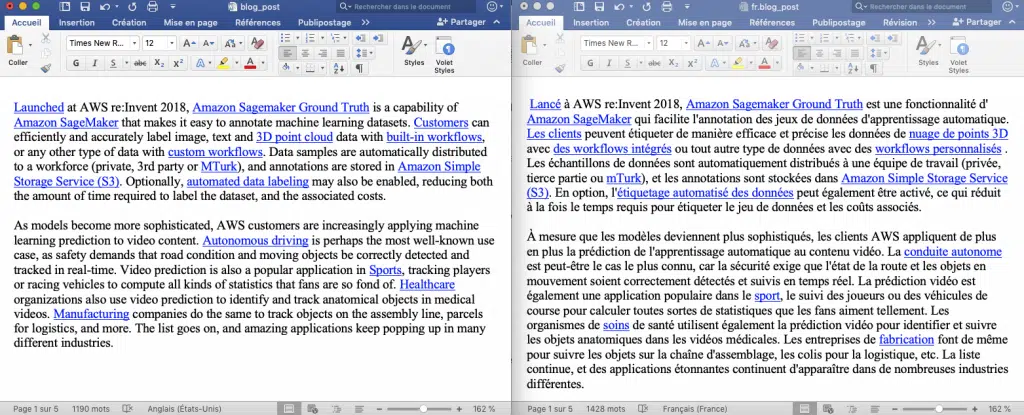 blog_post
Rechercher dans le document
Accueil Insertion Création Mise en page Références Publipostage >> Partager
Coller
Times New R... 12
G I S abc X₂ X²
Styles
Volet Styles
Launched at AWS re:Invent 2018, Amazon Sagemaker Ground Truth is a capability of
Amazon SageMaker that makes it easy to annotate machine learning datasets. Customers can
efficiently and accurately label image, text and 3D point cloud data with built-in workflows,
or any other type of data with custom workflows. Data samples are automatically distributed
to a workforce (private, 3rd party or MTurk), and annotations are stored in Amazon Simple
Storage Service (S3). Optionally, automated data labeling may also be enabled, reducing both
the amount of time required to label the dataset, and the associated costs.
As models become more sophisticated, AWS customers are increasingly applying machine
learning prediction to video content. Autonomous driving is perhaps the most well-known use
case, as safety demands that road condition and moving objects be correctly detected and
tracked in real-time. Video prediction is also a popular application in Sports, tracking players
or racing vehicles to compute all kinds of statistics that fans are so fond of. Healthcare
organizations also use video prediction to identify and track anatomical objects in medical
videos. Manufacturing companies do the same to track objects on the assembly line, parcels
for logistics, and more. The list goes on, and amazing applications keep popping up in many
different industries.
Page 1 sur 5 1190 mots Anglais (États-Unis) 162 %
fr.blog_post
Rechercher dans le document
Accueil Insertion Création Mise en page Références Publipostage Révision >> Partager
Coller
Times New R... 12
G I S abc X₂ X²
Styles
Volet Styles
Lancé à AWS re:Invent 2018, Amazon Sagemaker Ground Truth est une fonctionnalité d'
Amazon SageMaker qui facilite l'annotation des jeux de données d'apprentissage automatique.
Les clients peuvent étiqueter de manière efficace et précise les données de nuage de points 3D
avec des workflows intégrés ou tout autre type de données avec des workflows personnalisés .
Les échantillons de données sont automatiquement distribués à une équipe de travail (privée,
tierce partie ou mTurk), et les annotations sont stockées dans Amazon Simple Storage Service
(S3). En option, l'étiquetage automatisé des données peut également être activé, ce qui réduit
à la fois le temps requis pour étiqueter le jeu de données et les coûts associés.
À mesure que les modèles deviennent plus sophistiqués, les clients AWS appliquent de plus
en plus la prédiction de l'apprentissage automatique au contenu vidéo. La conduite autonome
est peut-être le cas le plus connu, car la sécurité exige que l'état de la route et les objets en
mouvement soient correctement détectés et suivis en temps réel. La prédiction vidéo est
également une application populaire dans le sport, le suivi des joueurs ou des véhicules de
course pour calculer toutes sortes de statistiques que les fans aiment tellement. Les
organismes de soins de santé utilisent également la prédiction vidéo pour identifier et suivre
les objets anatomiques dans les vidéos médicales. Les entreprises de fabrication font de même
pour suivre les objets sur la chaîne d'assemblage, les colis pour la logistique, etc. La liste
continue, et des applications étonnantes continuent d'apparaître dans de nombreuses industries
différentes.
Page 1 sur 5 1428 mots Français (France) 162 %